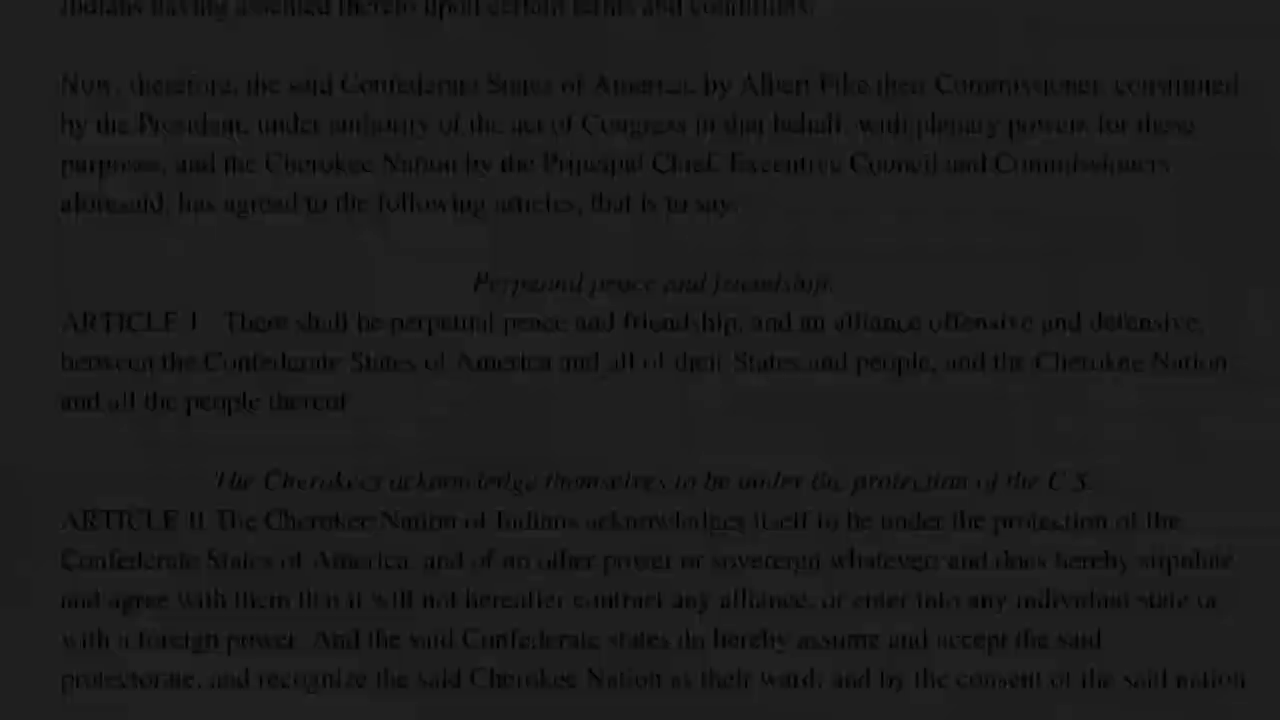 Indians having assented thereto upon certain terms and conditions:
Now, therefore, the said Confederate States of America, by Albert Pike their Commissioner, constituted
by the President, under authority of the act of Congress in that behalf, with plenary powers for these
purposes, and the Cherokee Nation by the Principal Chief, Executive Council and Commissioners
aforesaid, has agreed to the following articles, that is to say:
Perpetual peace and friendship.
ARTICLE I. There shall be perpetual peace and friendship, and an alliance offensive and defensive,
between the Confederate States of America and all of their States and people, and the Cherokee Nation
and all the people thereof.
The Cherokees acknowledge themselves to be under the protection of the C.S.
ARTICLE II The Cherokee Nation of Indians acknowledges itself to be under the protection of the
Confederate States of America, and of no other power or sovereign whatever; and does hereby stipulate
and agree with them that it will not hereafter contract any alliance, or enter into any individual state or
with a foreign power. And the said Confederate states do hereby assume and accept the said
protectorate, and recognize the said Cherokee Nation as their ward; and by the consent of the said nation